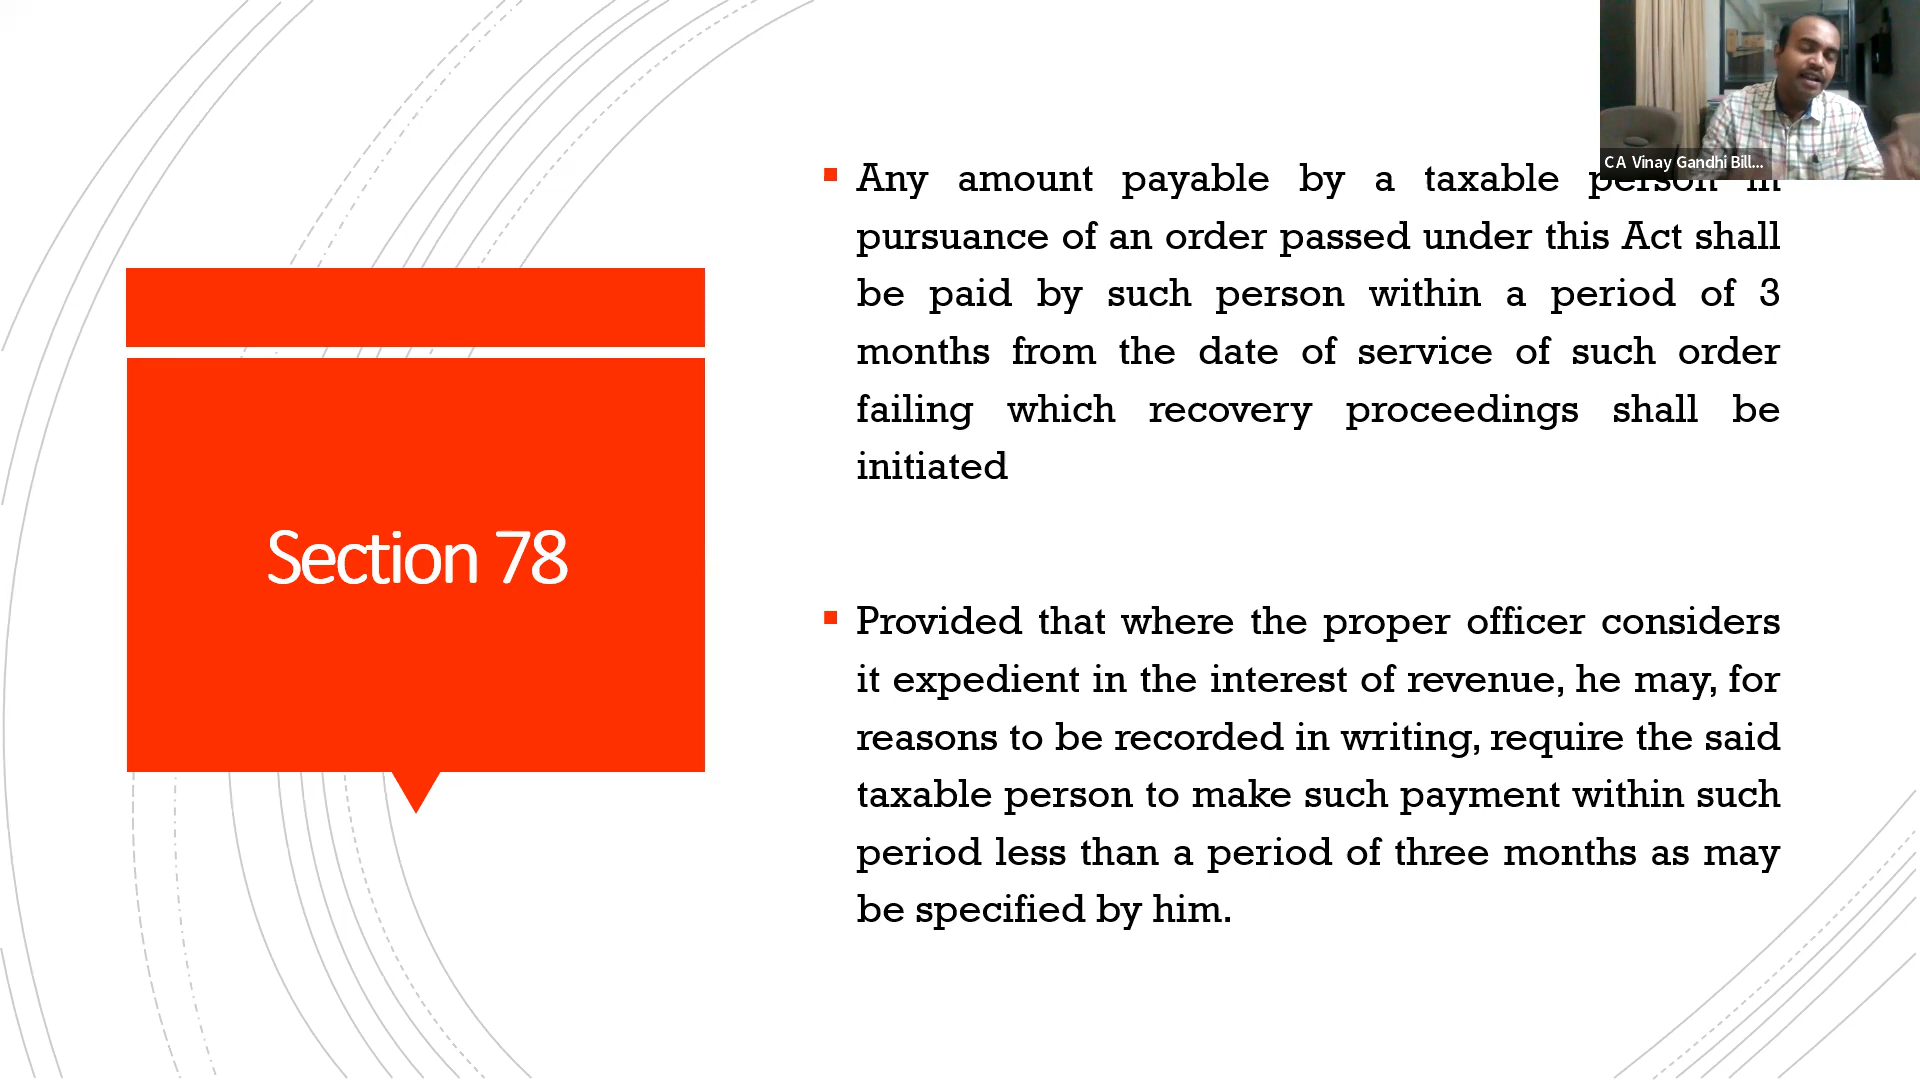 C A Vinay Gandhi Bill...
Section 78
Any amount payable by a taxable person in
pursuance of an order passed under this Act shall
be paid by such person within a period of 3
months from the date of service of such order
failing which recovery proceedings shall be
initiated
Provided that where the proper officer considers
it expedient in the interest of revenue, he may, for
reasons to be recorded in writing, require the said
taxable person to make such payment within such
period less than a period of three months as may
be specified by him.